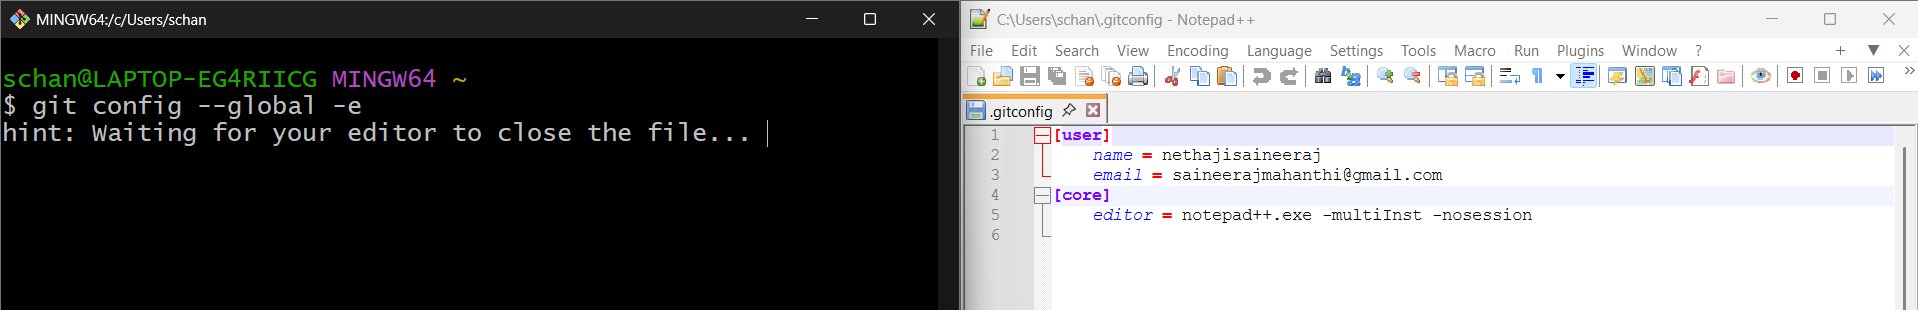 MINGW64:/c/Users/schan
schan@LAPTOP-EG4RIICG MINGW64 ~
$ git config --global -e
hint: Waiting for your editor to close the file...
C:\Users\schan\.gitconfig - Notepad++
File Edit Search View Encoding Language Settings Tools Macro Run Plugins Window ?
.gitconfig
1 [user]
2 name = nethajisaineeraj
3 email = saineerajmahanthi@gmail.com
4 [core]
5 editor = notepad++.exe -multiInst -nosession
6